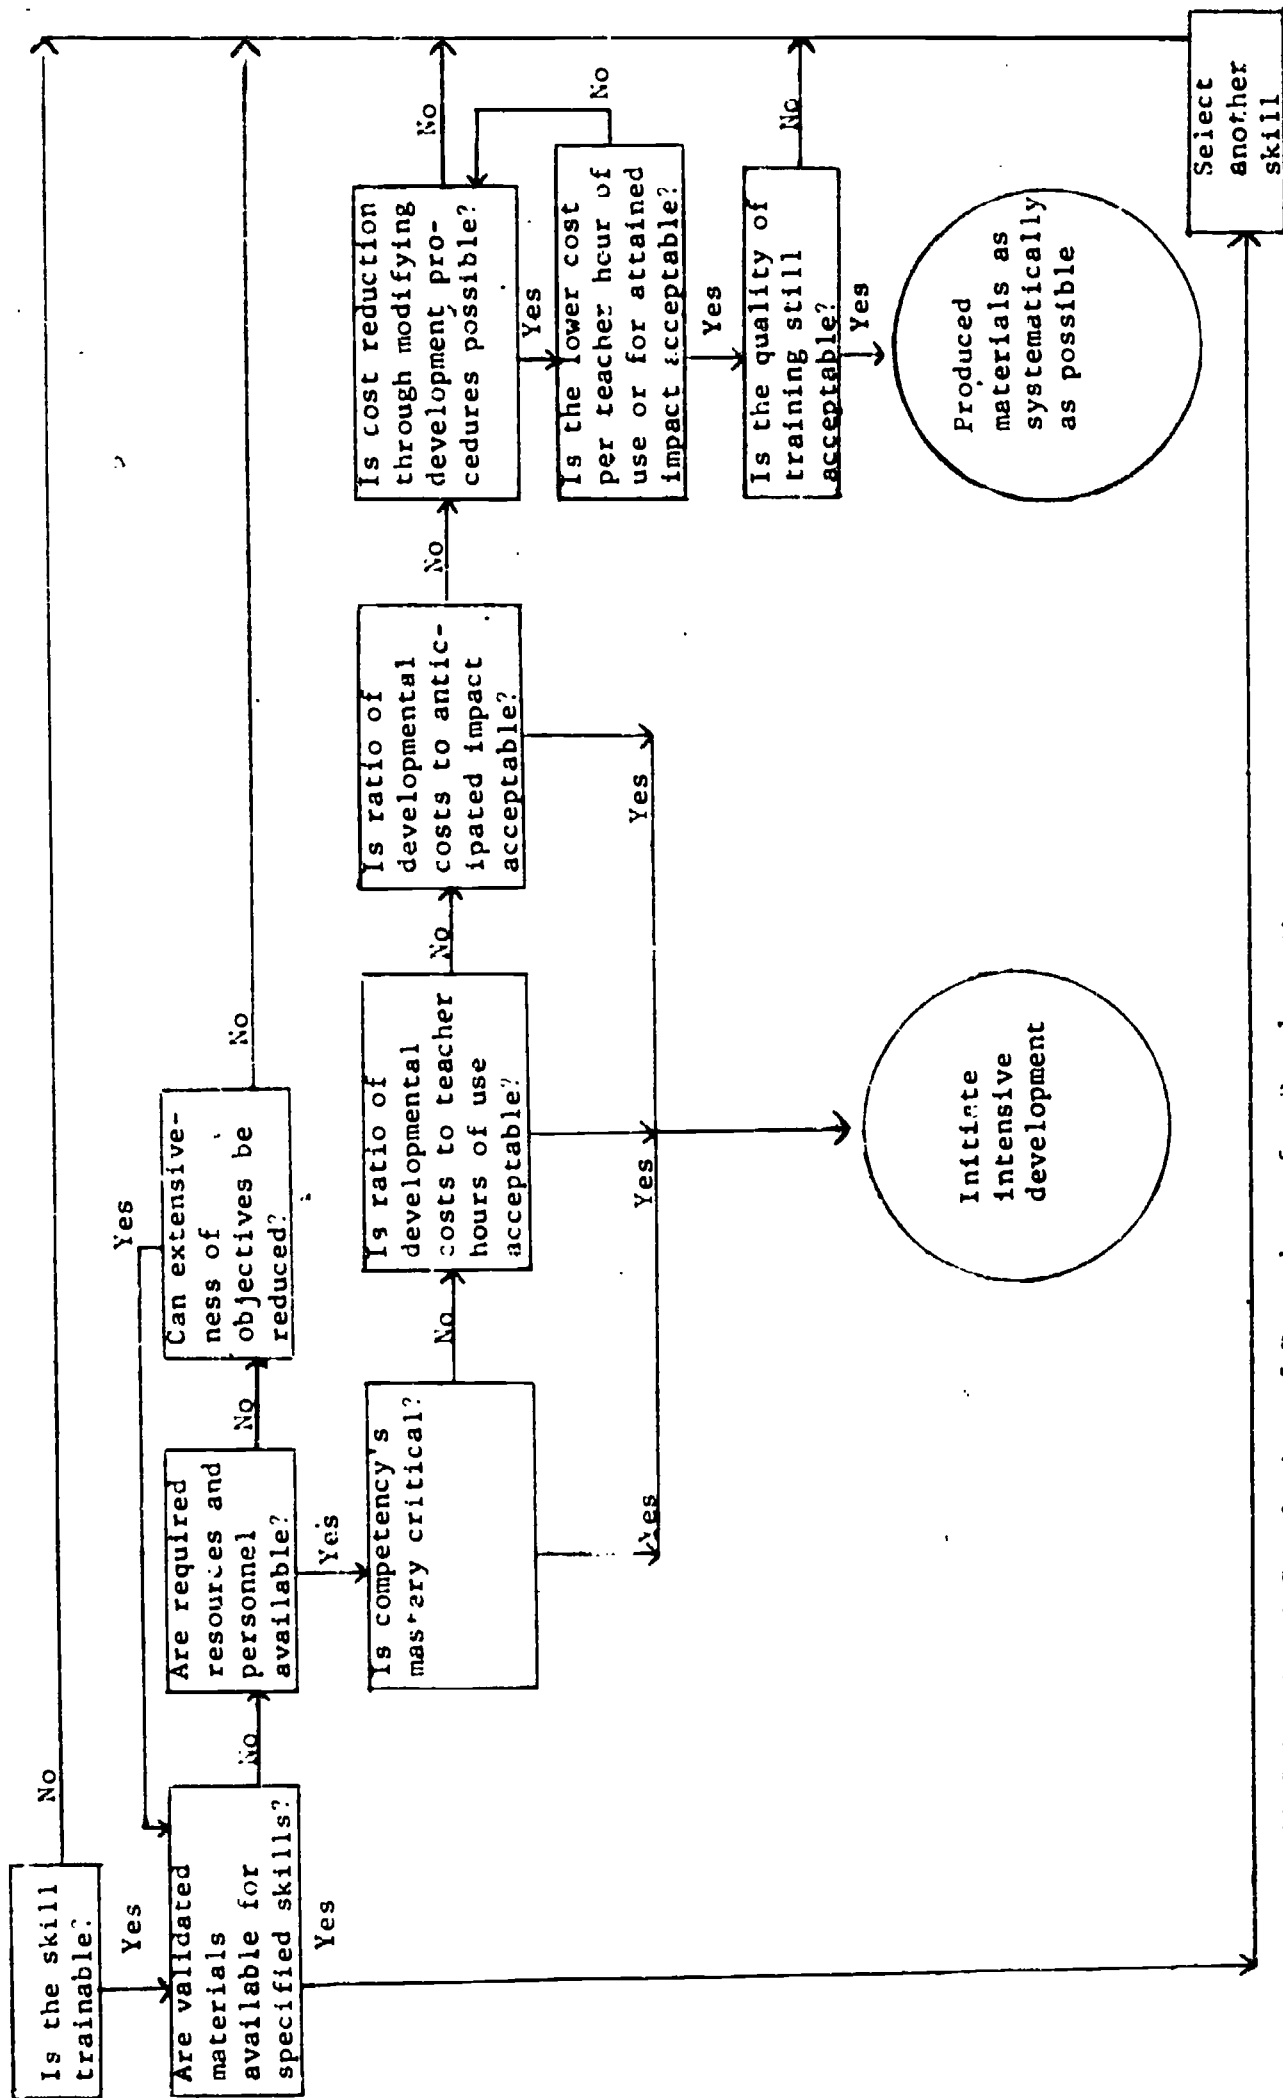 Is the skill
trainable?
No
Yes
Are validated
materials
available for
specified skills?
Yes
No
Are required
resources and
personnel
available?
No
Yes
Can extensive-
ness of
objectives be
reduced?
Yes
No
Is competency's
mastery critical?
No
Yes
Is ratio of
developmental
costs to teacher
hours of use
acceptable?
No
Yes
Is ratio of
developmental
costs to antic-
ipated impact
acceptable?
No
Yes
Is cost reduction
through modifying
development pro-
cedures possible?
No
Yes
Is the lower cost
per teacher hour of
use or for attained
impact acceptable?
No
Yes
Is the quality of
training still
acceptable?
No
Yes
Initiate
intensive
development
Produced
materials as
systematically
as possible
Select
another
skill